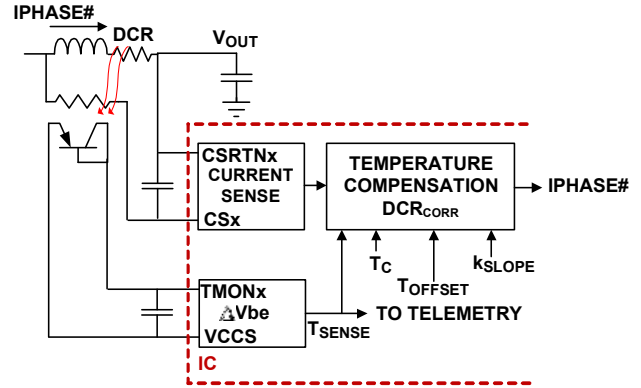 IPHASE#
DCR
VOUT
CSRTNx
CURRENT
SENSE
CSx
TEMPERATURE
COMPENSATION
DCRCORR
IPHASE#
TC
TOFFSET
kSLOPE
TMONx
ΔVbe
VCCS
TSENSE
TO TELEMETRY
IC